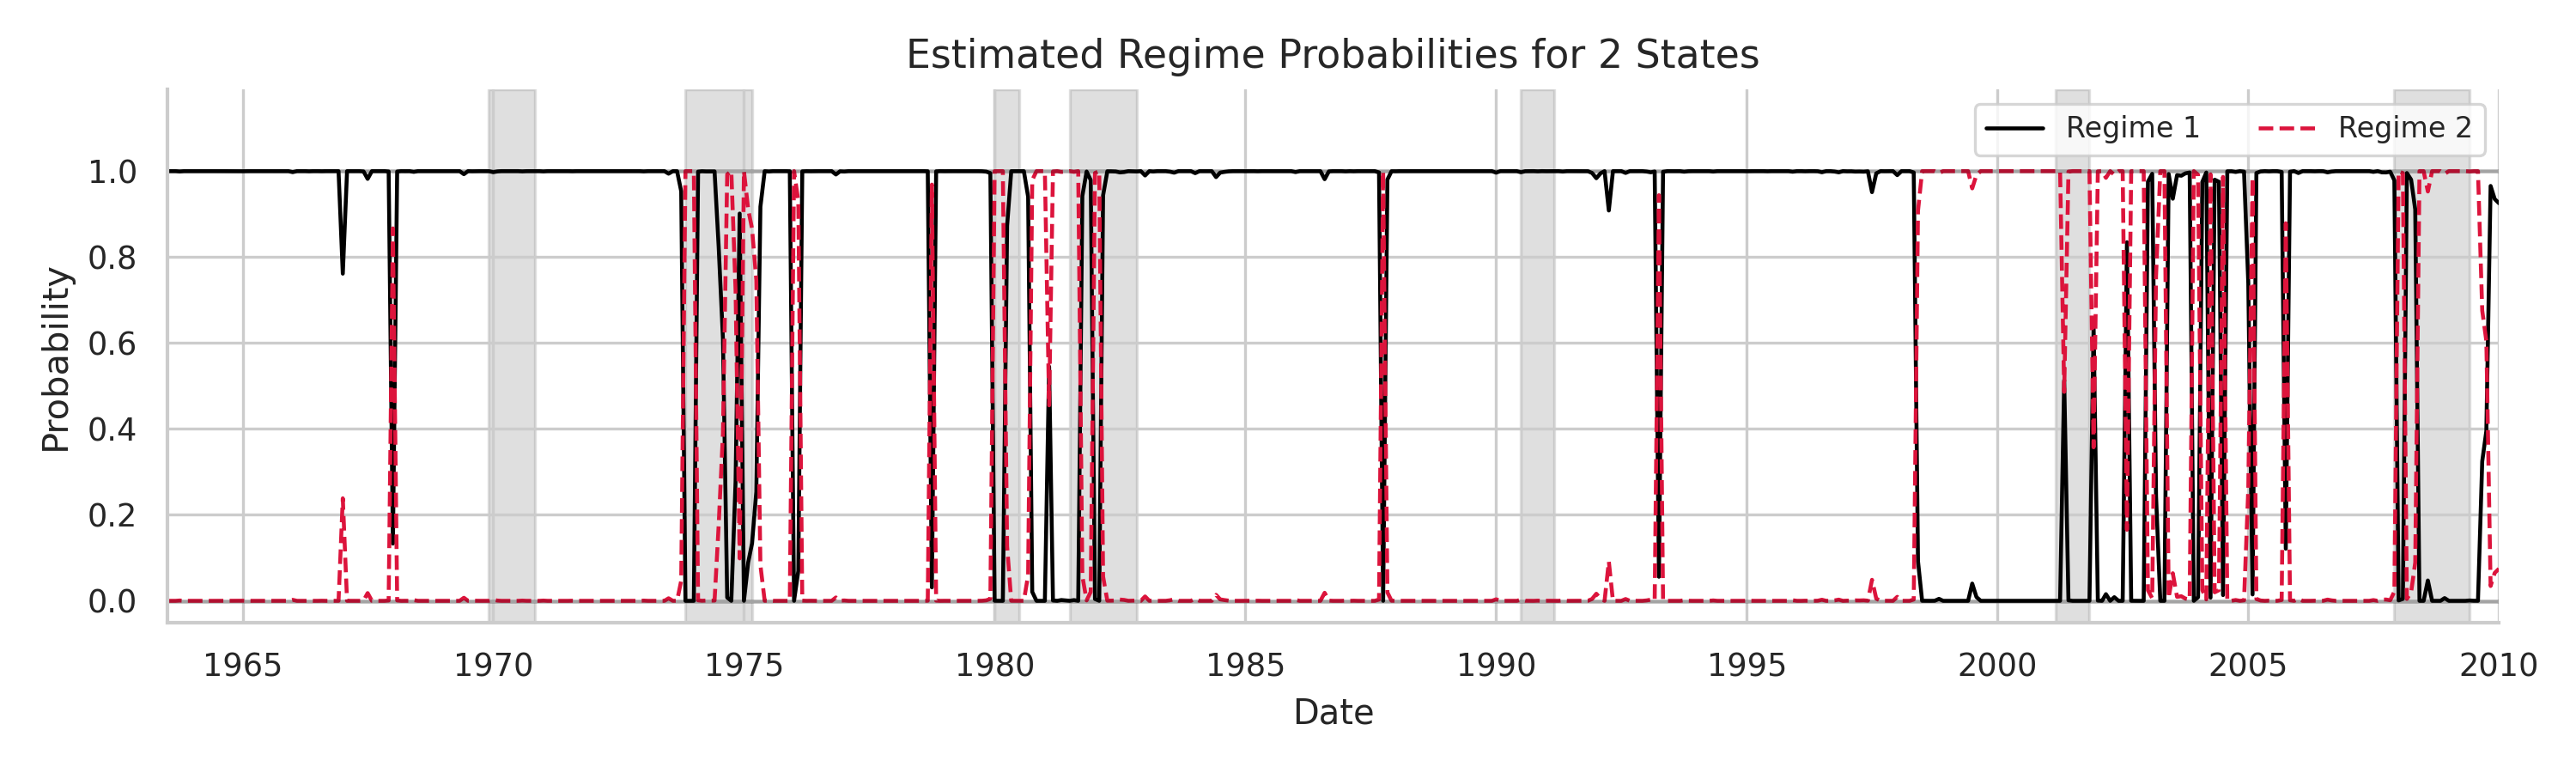 Estimated Regime Probabilities for 2 States
Regime 1
Regime 2
Probability
1.0
0.8
0.6
0.4
0.2
0.0
1965 1970 1975 1980 1985 1990 1995 2000 2005 2010
Date